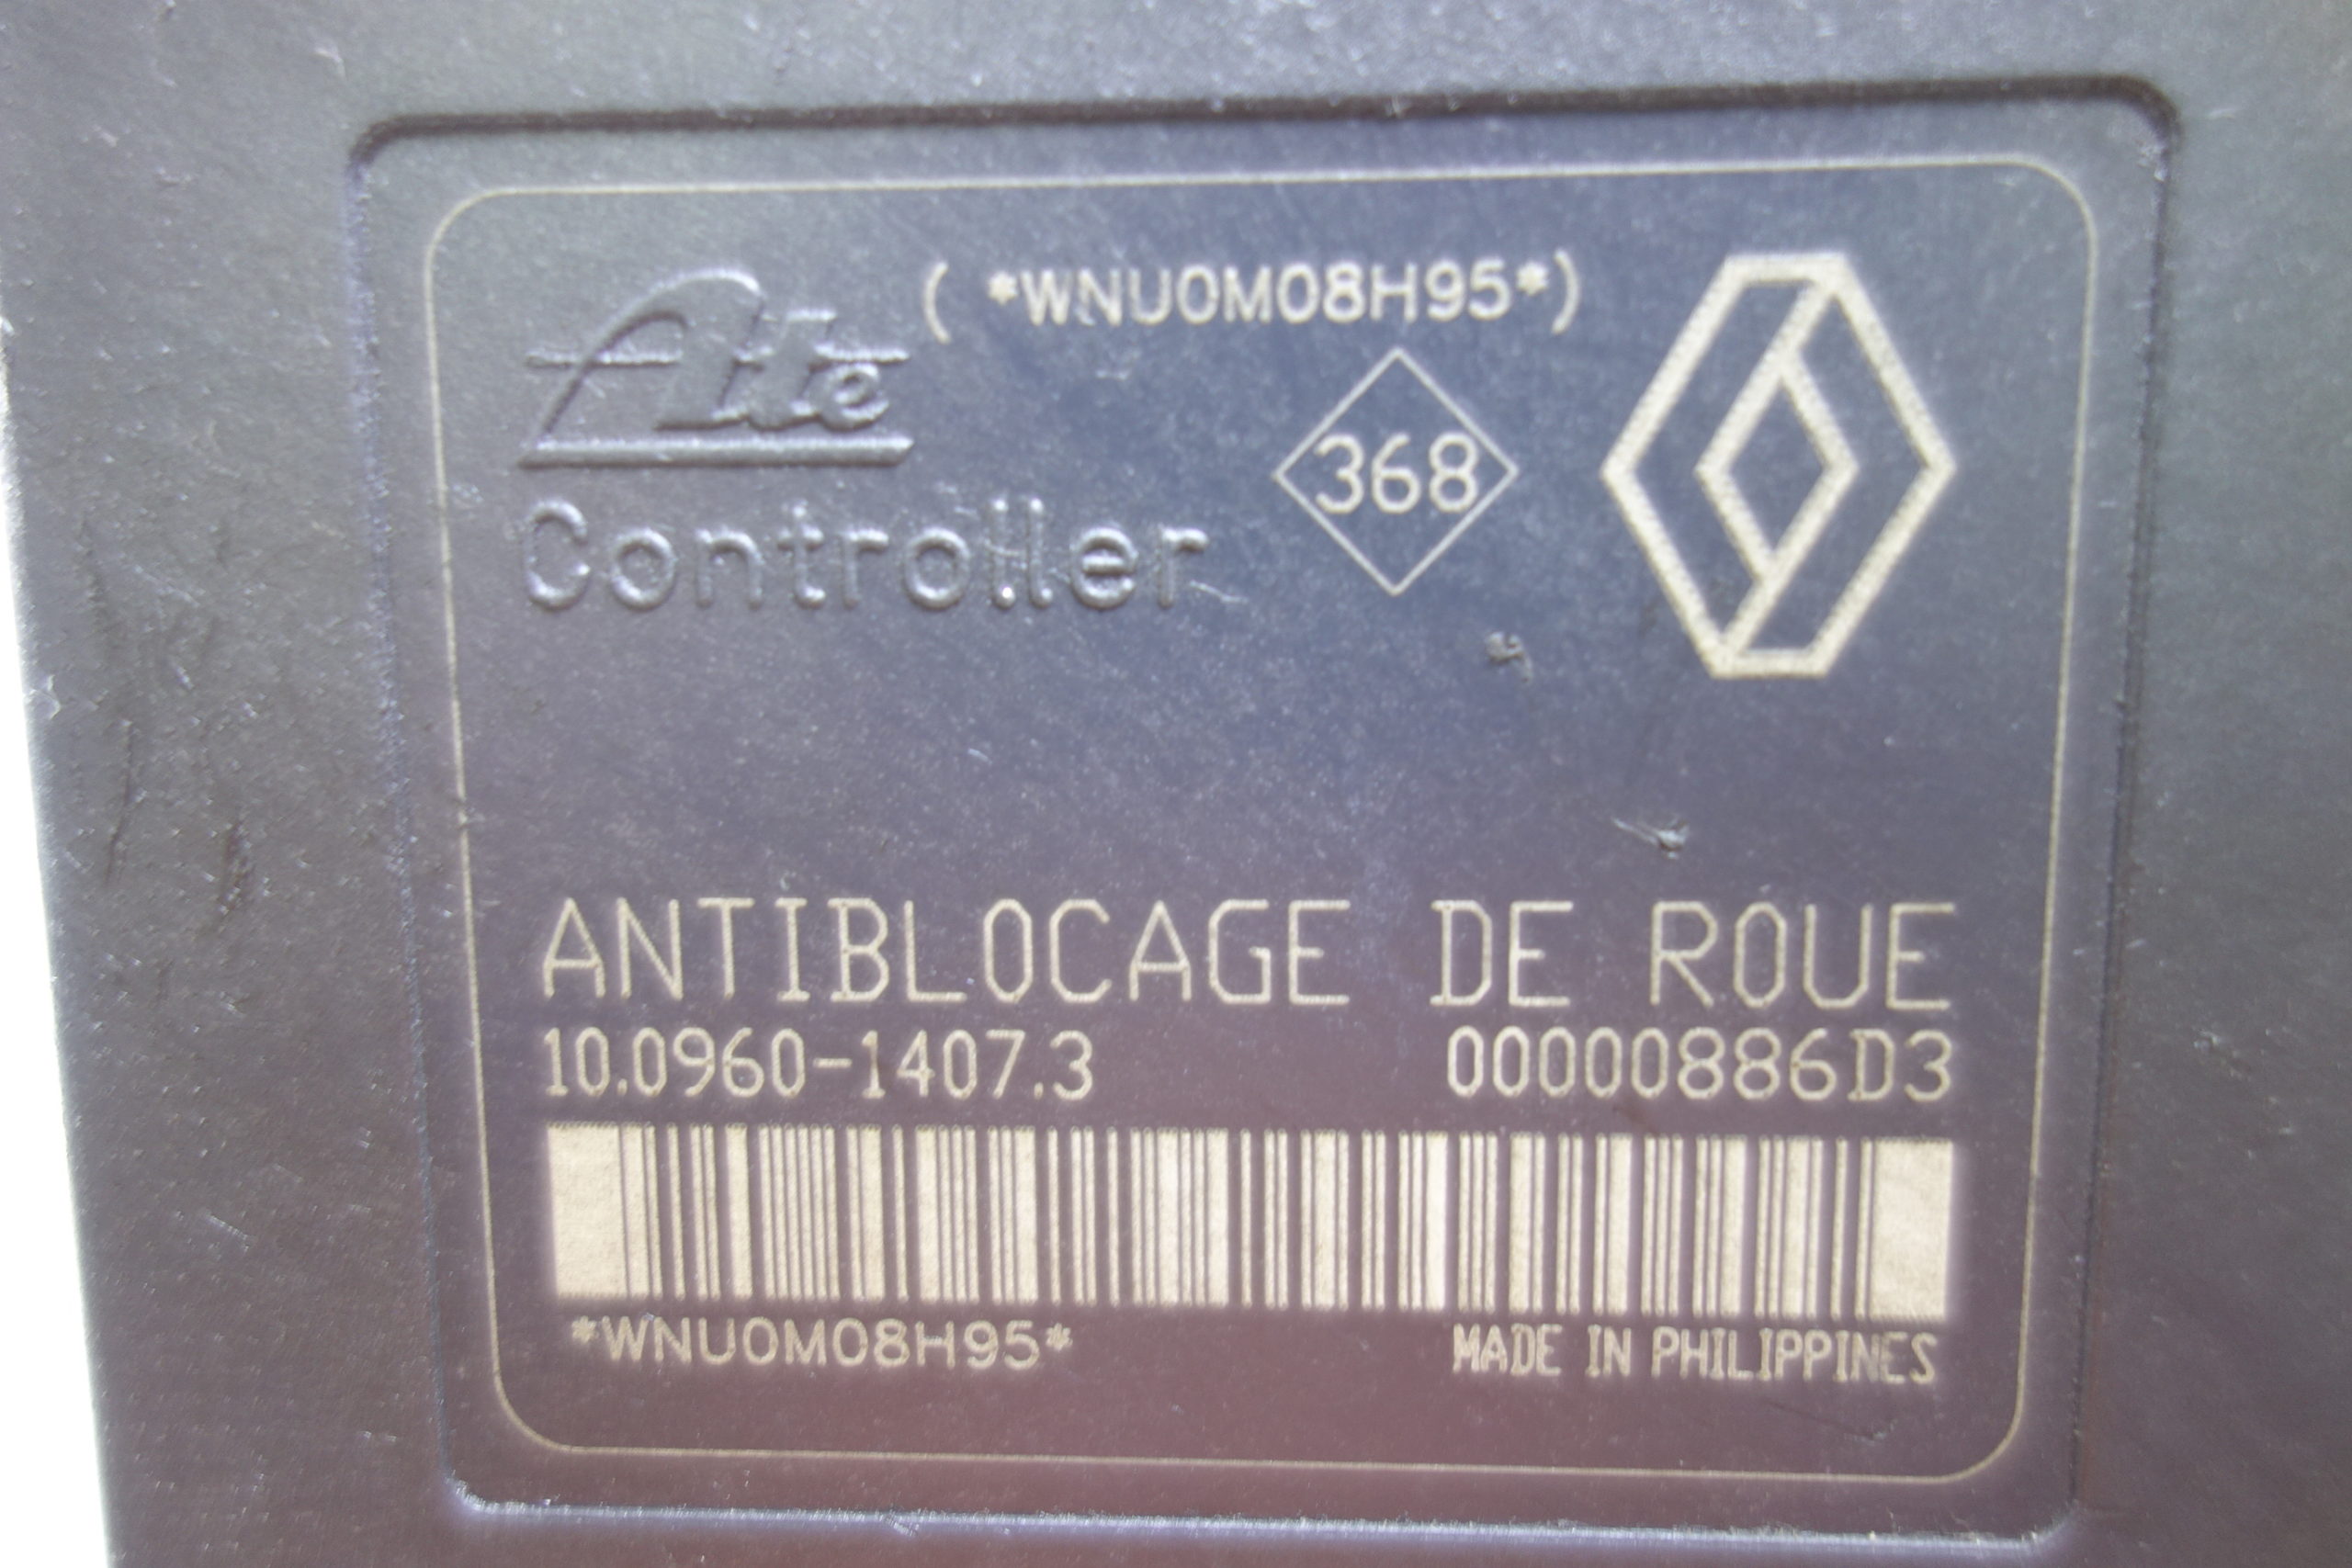 (*WNU0M08H95*)
Ate
368
Controller
ANTIBLOCAGE DE ROUE
10.0960-1407.3 00000886D3
*WNU0M08H95* MADE IN PHILIPPINES